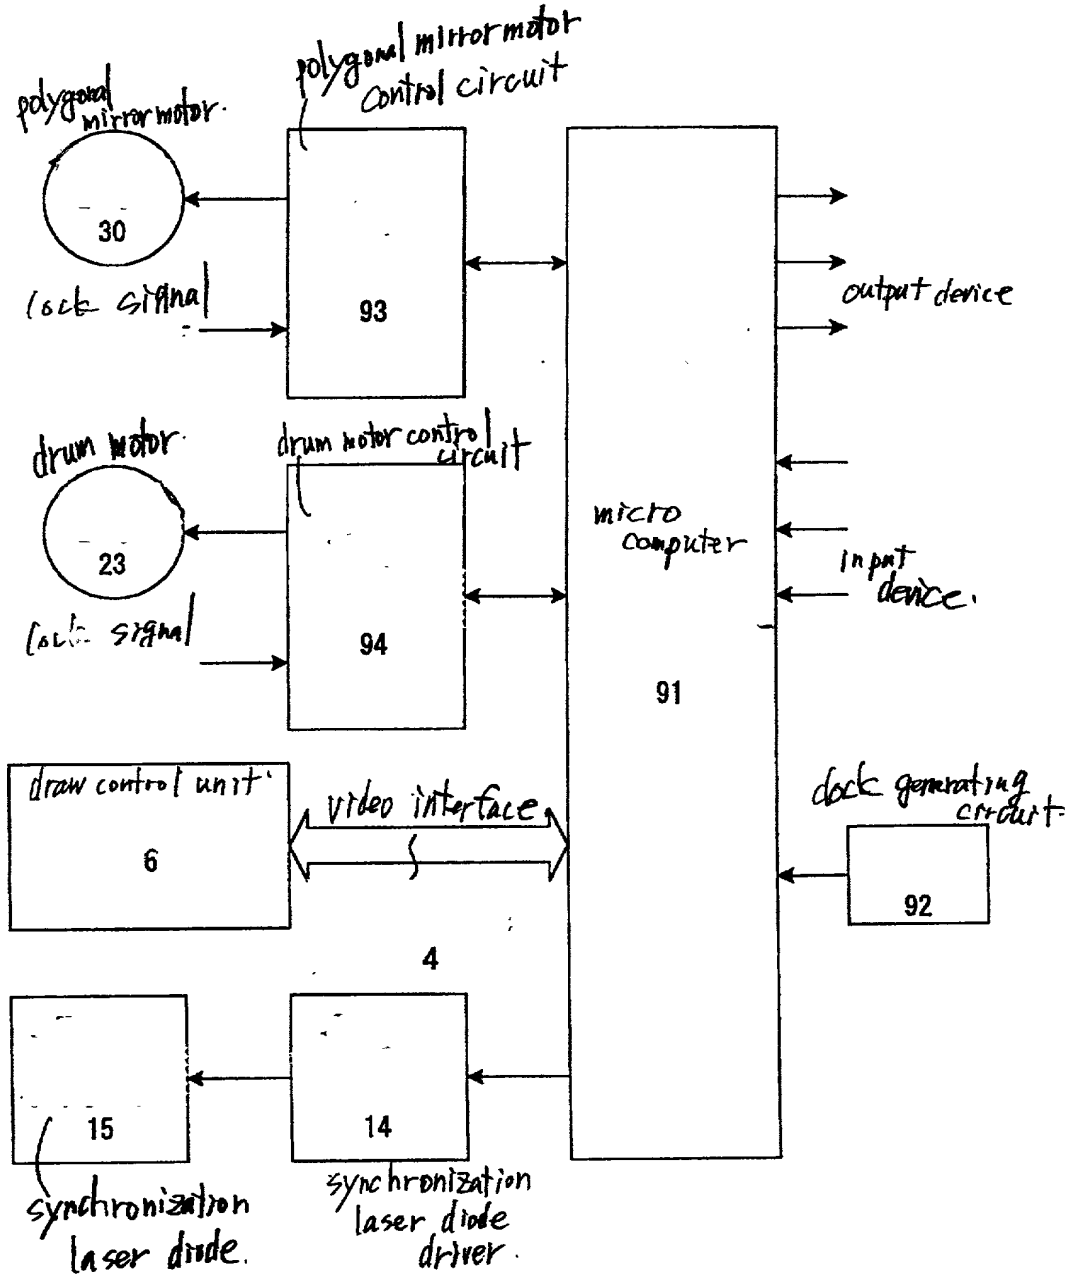 polygonal mirror motor
control circuit
polygonal
mirror motor.
30
lock signal
93
output device
drum motor.
drum motor control
circuit
23
lock signal
94
micro
computer
91
input
device.
draw control unit
6
video interface
4
clock generating
circuit
92
15
14
synchronization
laser diode.
synchronization
laser diode
driver.